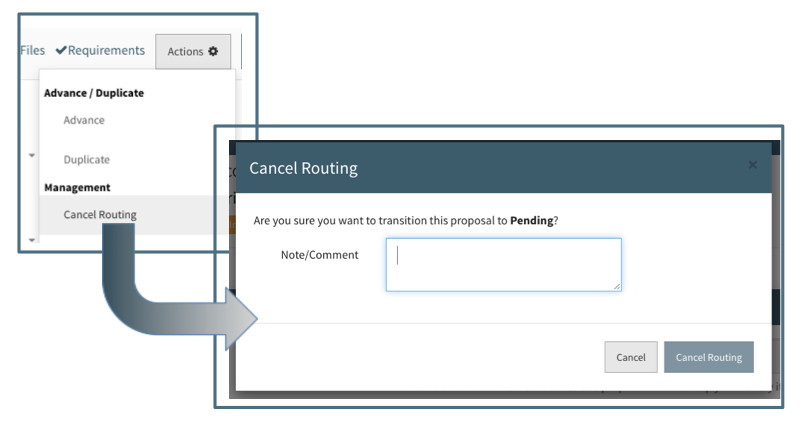 Files ✔Requirements Actions
Advance / Duplicate
Advance
Duplicate
Management
Cancel Routing
Cancel Routing ×
Are you sure you want to transition this proposal to Pending?
Note/Comment
Cancel Cancel Routing